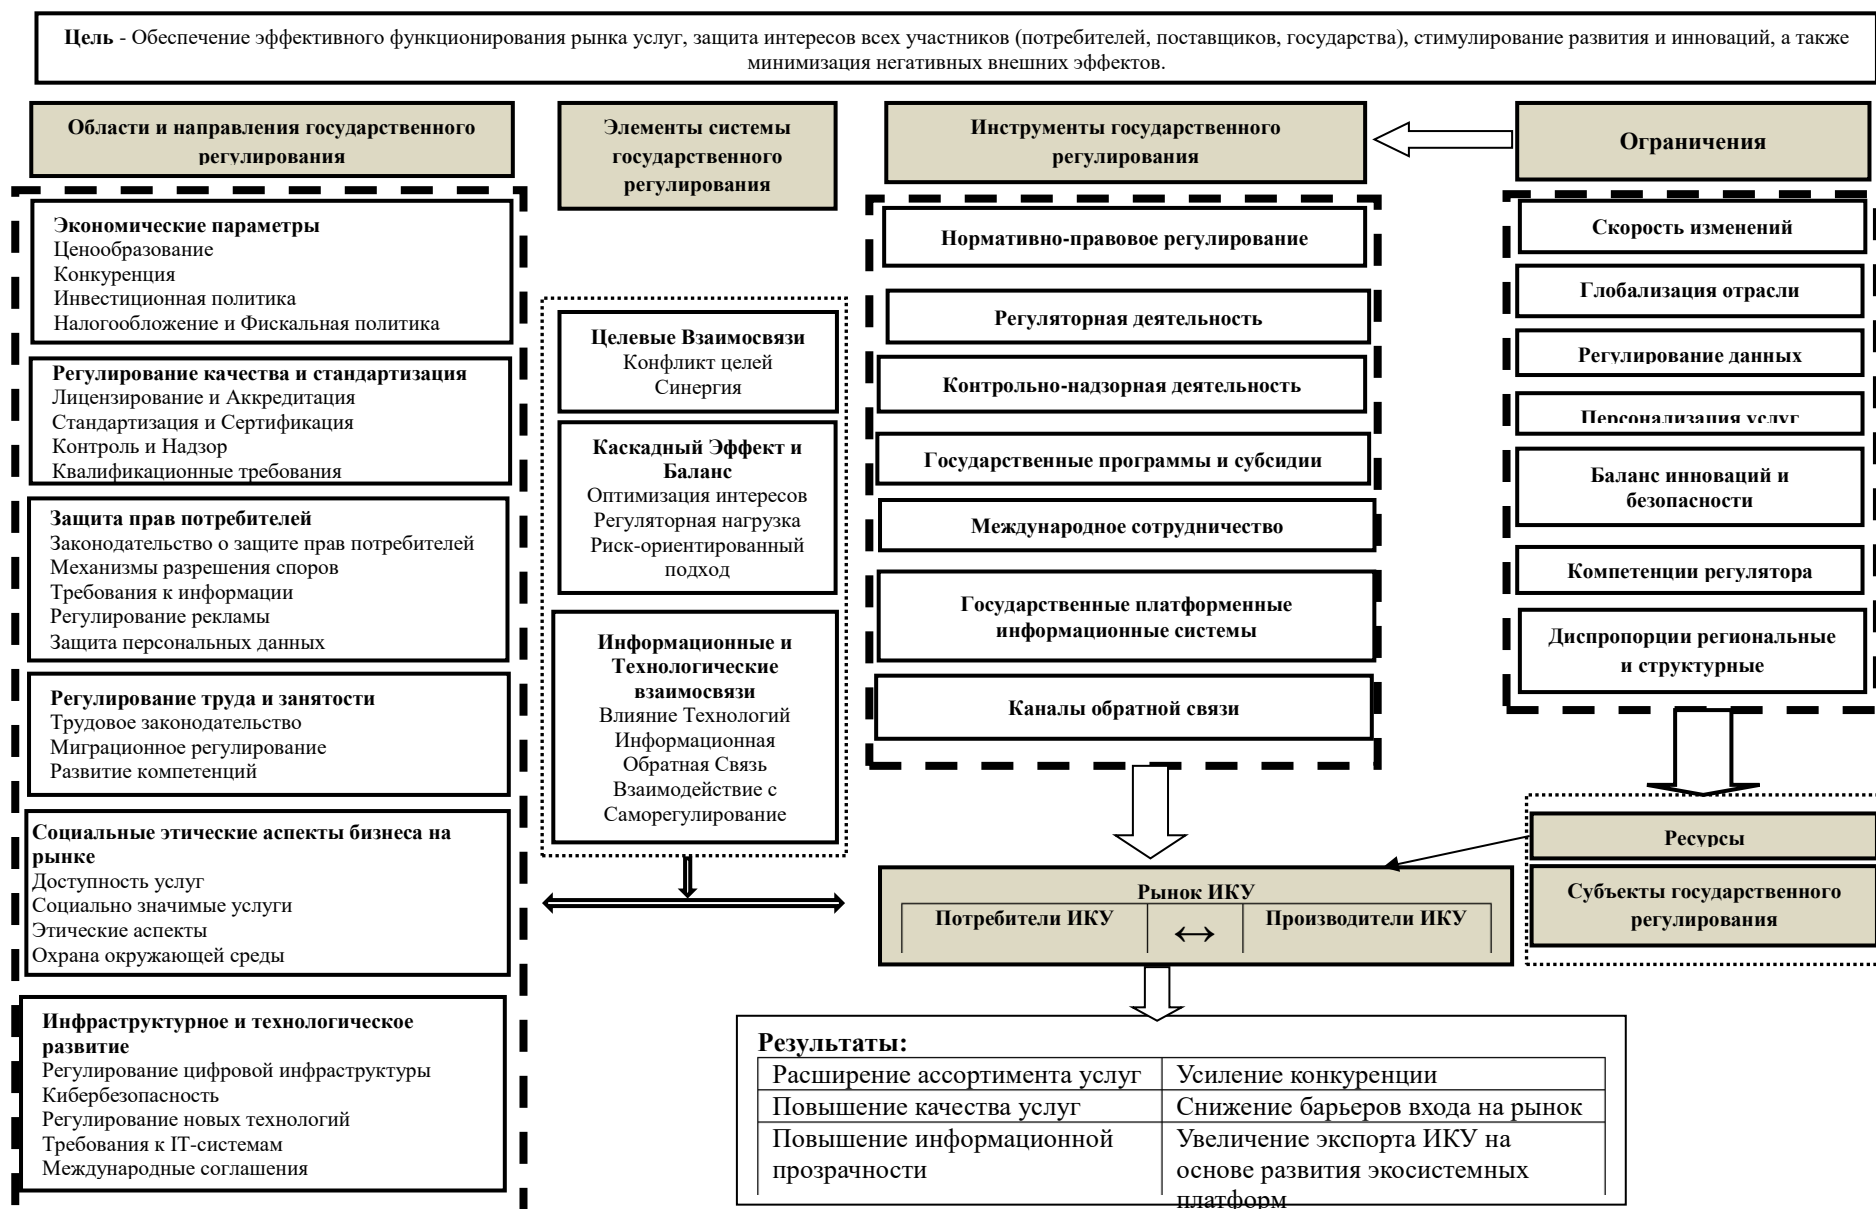 Цель - Обеспечение эффективного функционирования рынка услуг, защита интересов всех участников (потребителей, поставщиков, государства), стимулирование развития и инноваций, а также
минимизация негативных внешних эффектов.
Области и направления государственного
регулирования
Экономические параметры
Ценообразование
Конкуренция
Инвестиционная политика
Налогообложение и Фискальная политика
Регулирование качества и стандартизация
Лицензирование и Аккредитация
Стандартизация и Сертификация
Контроль и Надзор
Квалификационные требования
Защита прав потребителей
Законодательство о защите прав потребителей
Механизмы разрешения споров
Требования к информации
Регулирование рекламы
Защита персональных данных
Регулирование труда и занятости
Трудовое законодательство
Миграционное регулирование
Развитие компетенций
Социальные этические аспекты бизнеса на
рынке
Доступность услуг
Социально значимые услуги
Этические аспекты
Охрана окружающей среды
Инфраструктурное и технологическое
развитие
Регулирование цифровой инфраструктуры
Кибербезопасность
Регулирование новых технологий
Требования к IT-системам
Международные соглашения
Элементы системы
государственного
регулирования
Целевые Взаимосвязи
Конфликт целей
Синергия
Каскадный Эффект и
Баланс
Оптимизация интересов
Регуляторная нагрузка
Риск-ориентированный
подход
Информационные и
Технологические
взаимосвязи
Влияние Технологий
Информационная
Обратная Связь
Взаимодействие с
Саморегулирование
Инструменты государственного
регулирования
Нормативно-правовое регулирование
Регуляторная деятельность
Контрольно-надзорная деятельность
Государственные программы и субсидии
Международное сотрудничество
Государственные платформенные
информационные системы
Каналы обратной связи
Ограничения
Скорость изменений
Глобализация отрасли
Регулирование данных
Персонализация услуг
Баланс инноваций и
безопасности
Компетенции регулятора
Диспропорции региональные
и структурные
Ресурсы
Субъекты государственного
регулирования
Рынок ИКУ
Потребители ИКУ ↔ Производители ИКУ
Результаты:
Расширение ассортимента услуг
Усиление конкуренции
Повышение качества услуг
Снижение барьеров входа на рынок
Повышение информационной
прозрачности
Увеличение экспорта ИКУ на
основе развития экосистемных
платформ